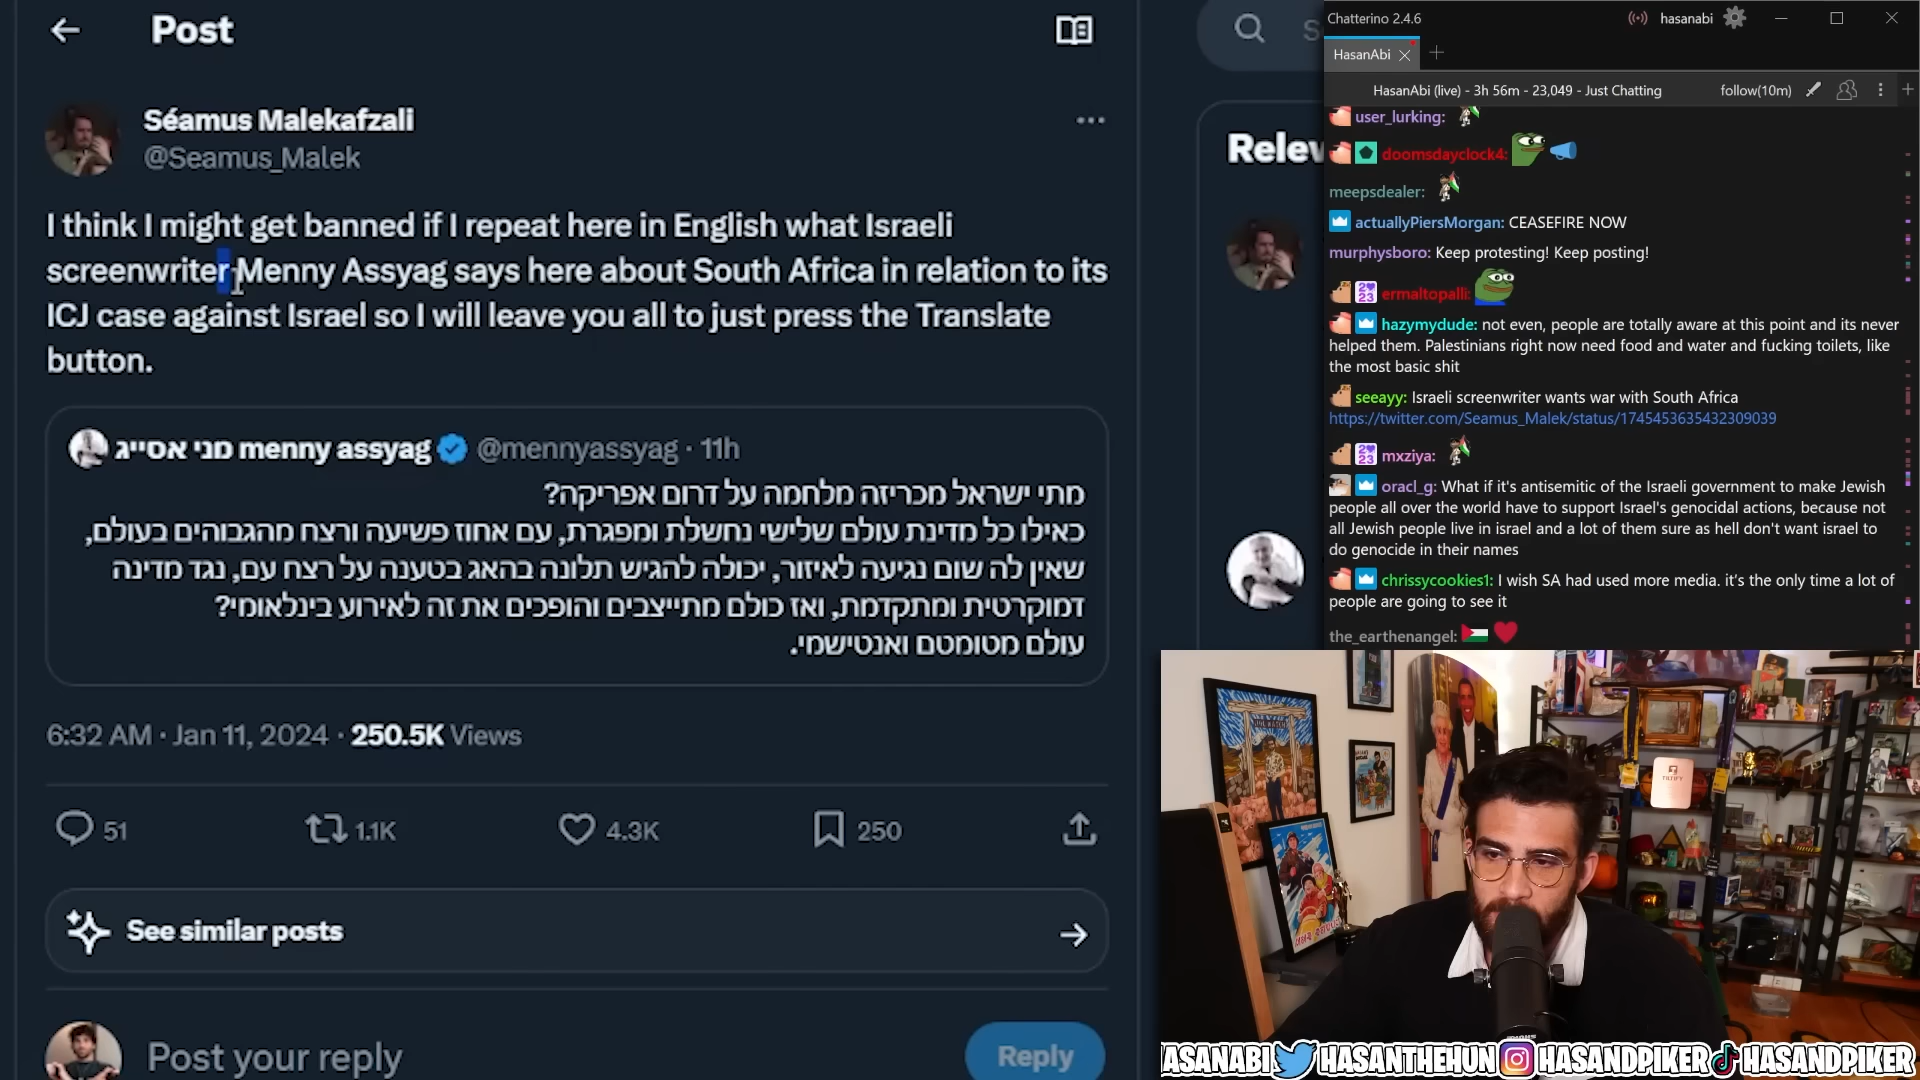 Post
Séamus Malekafzali
@Seamus_Malek
I think I might get banned if I repeat here in English what Israeli
screenwriter Menny Assyag says here about South Africa in relation to its
ICJ case against Israel so I will leave you all to just press the Translate
button.
מני אסייג menny assyag @mennyassyag · 11h
מתי ישראל מכריזה מלחמה על דרום אפריקה?
כאילו כל מדינת עולם שלישי נחשלת ומפגרת, עם אחוז פשיעה ורצח מהגבוהים בעולם,
שאין לה שום נגיעה לאיזור, יכולה להגיש תלונה בהאג בטענה על רצח עם, נגד מדינה
דמוקרטית ומתקדמת, ואז כולם מתייצבים והופכים את זה לאירוע בינלאומי?
עולם מטומטם ואנטישמי.
6:32 AM · Jan 11, 2024 · 250.5K Views
51
1.1K
4.3K
250
See similar posts
Post your reply
Reply
Relev
Chatterino 2.4.6
hasanabi
HasanAbi
HasanAbi (live) - 3h 56m - 23,049 - Just Chatting
follow(10m)
user_lurking:
doomsdayclock4:
meepsdealer:
actuallyPiersMorgan: CEASEFIRE NOW
murphysboro: Keep protesting! Keep posting!
ermaltopalli:
hazymydude: not even, people are totally aware at this point and its never
helped them. Palestinians right now need food and water and fucking toilets, like
the most basic shit
seeayy: Israeli screenwriter wants war with South Africa
https://twitter.com/Seamus_Malek/status/1745453635432309039
mxziya:
oracl_g: What if it's antisemitic of the Israeli government to make Jewish
people all over the world have to support Israel's genocidal actions, because not
all Jewish people live in israel and a lot of them sure as hell don't want israel to
do genocide in their names
chrissycookies1: I wish SA had used more media. it's the only time a lot of
people are going to see it
the_earthenangel:
ASANABI HASANTHEHUN HASANDPIKER HASANDPIKER